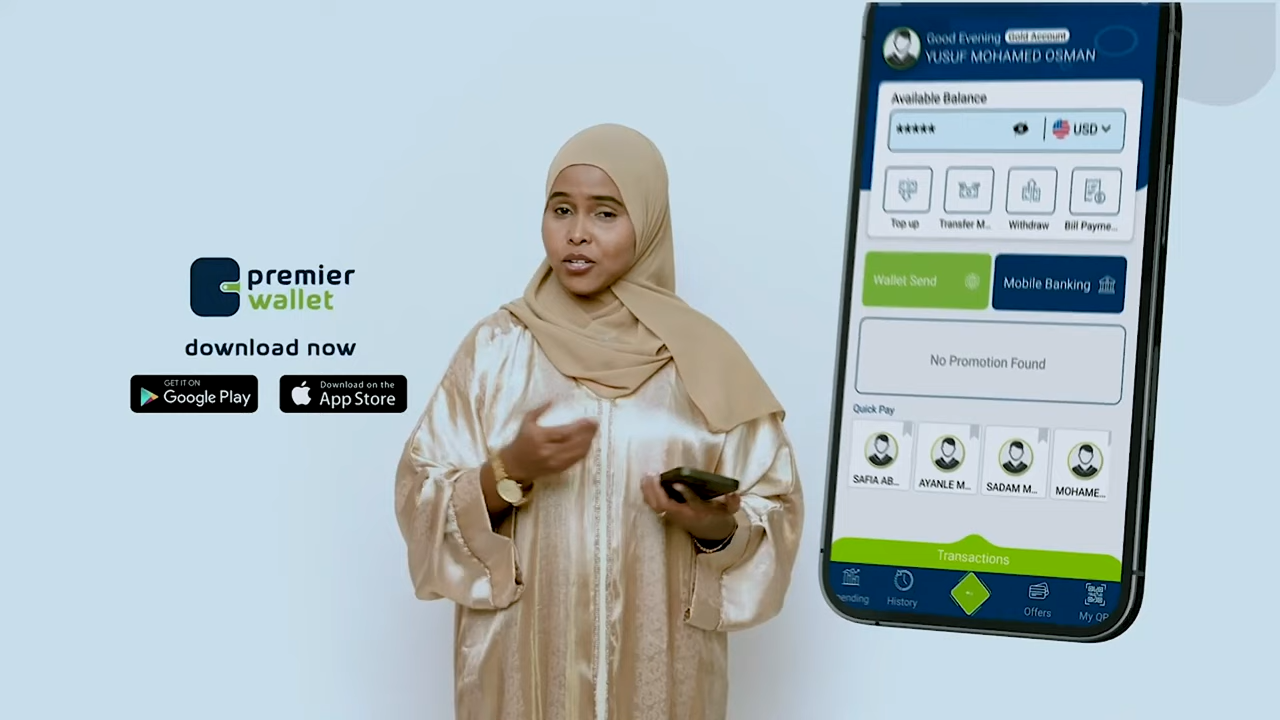 premier
wallet
download now
GET IT ON
Google Play
Download on the
App Store
Good Evening Gold Account
YUSUF MOHAMED OSMAN
Available Balance
***** USD
Top up Transfer M... Withdraw Bill Payme...
Wallet Send Mobile Banking
No Promotion Found
Quick Pay
SAFIA AB... AYANLE M... SADAM M... MOHAME...
Transactions
ending History Offers My QP